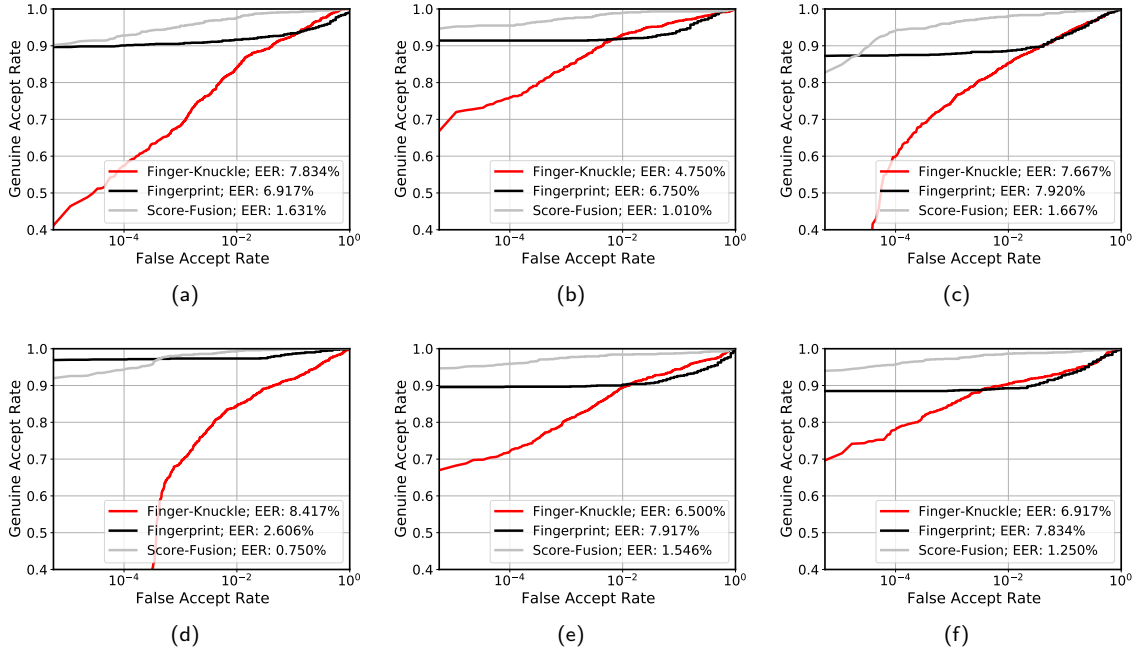 1.0
0.9
0.8
0.7
0.6
0.5
0.4
Genuine Accept Rate
Finger-Knuckle; EER: 7.834%
Fingerprint; EER: 6.917%
Score-Fusion; EER: 1.631%
10⁻⁴ 10⁻² 10⁰
False Accept Rate
(a)
1.0
0.9
0.8
0.7
0.6
0.5
0.4
Genuine Accept Rate
Finger-Knuckle; EER: 4.750%
Fingerprint; EER: 6.750%
Score-Fusion; EER: 1.010%
10⁻⁴ 10⁻² 10⁰
False Accept Rate
(b)
1.0
0.9
0.8
0.7
0.6
0.5
0.4
Genuine Accept Rate
Finger-Knuckle; EER: 7.667%
Fingerprint; EER: 7.920%
Score-Fusion; EER: 1.667%
10⁻⁴ 10⁻² 10⁰
False Accept Rate
(c)
1.0
0.9
0.8
0.7
0.6
0.5
0.4
Genuine Accept Rate
Finger-Knuckle; EER: 8.417%
Fingerprint; EER: 2.606%
Score-Fusion; EER: 0.750%
10⁻⁴ 10⁻² 10⁰
False Accept Rate
(d)
1.0
0.9
0.8
0.7
0.6
0.5
0.4
Genuine Accept Rate
Finger-Knuckle; EER: 6.500%
Fingerprint; EER: 7.917%
Score-Fusion; EER: 1.546%
10⁻⁴ 10⁻² 10⁰
False Accept Rate
(e)
1.0
0.9
0.8
0.7
0.6
0.5
0.4
Genuine Accept Rate
Finger-Knuckle; EER: 6.917%
Fingerprint; EER: 7.834%
Score-Fusion; EER: 1.250%
10⁻⁴ 10⁻² 10⁰
False Accept Rate
(f)